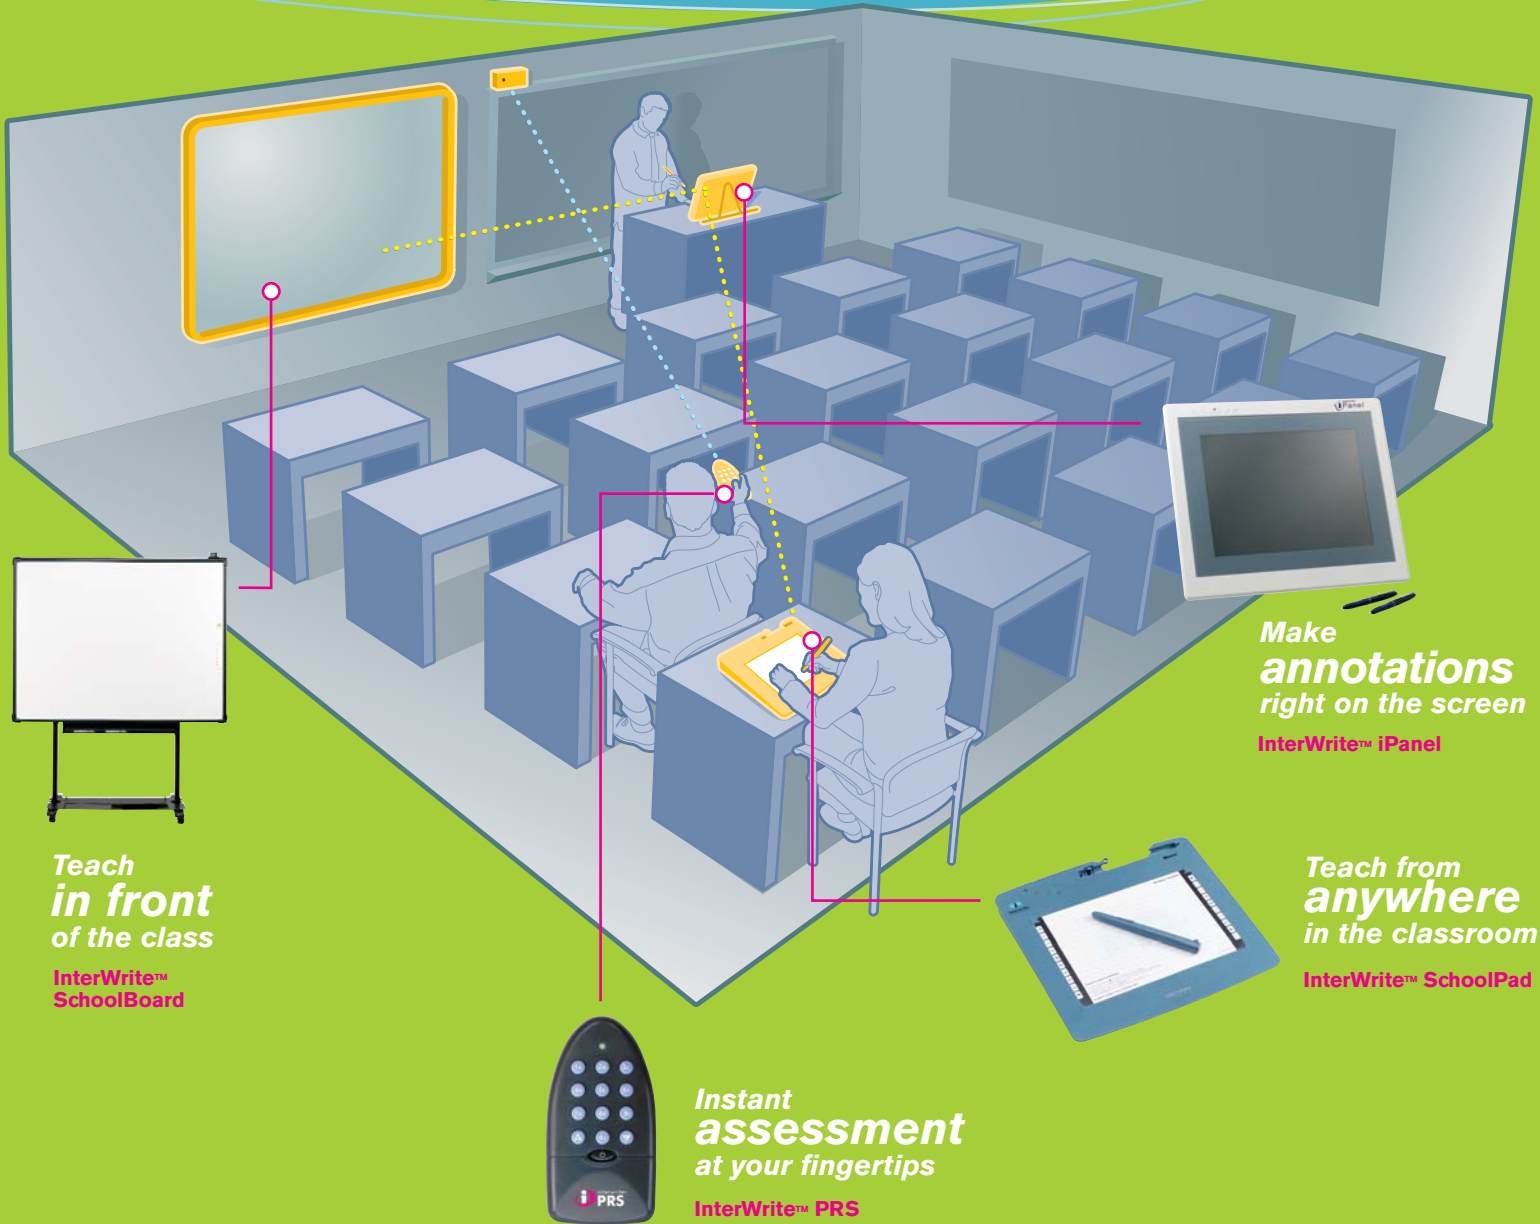 Panel
Make
annotations
right on the screen
InterWrite™ iPanel
Teach
in front
of the class
InterWrite™
SchoolBoard
Teach from
anywhere
in the classroom
InterWrite™ SchoolPad
PRS
Instant
assessment
at your fingertips
InterWrite™ PRS